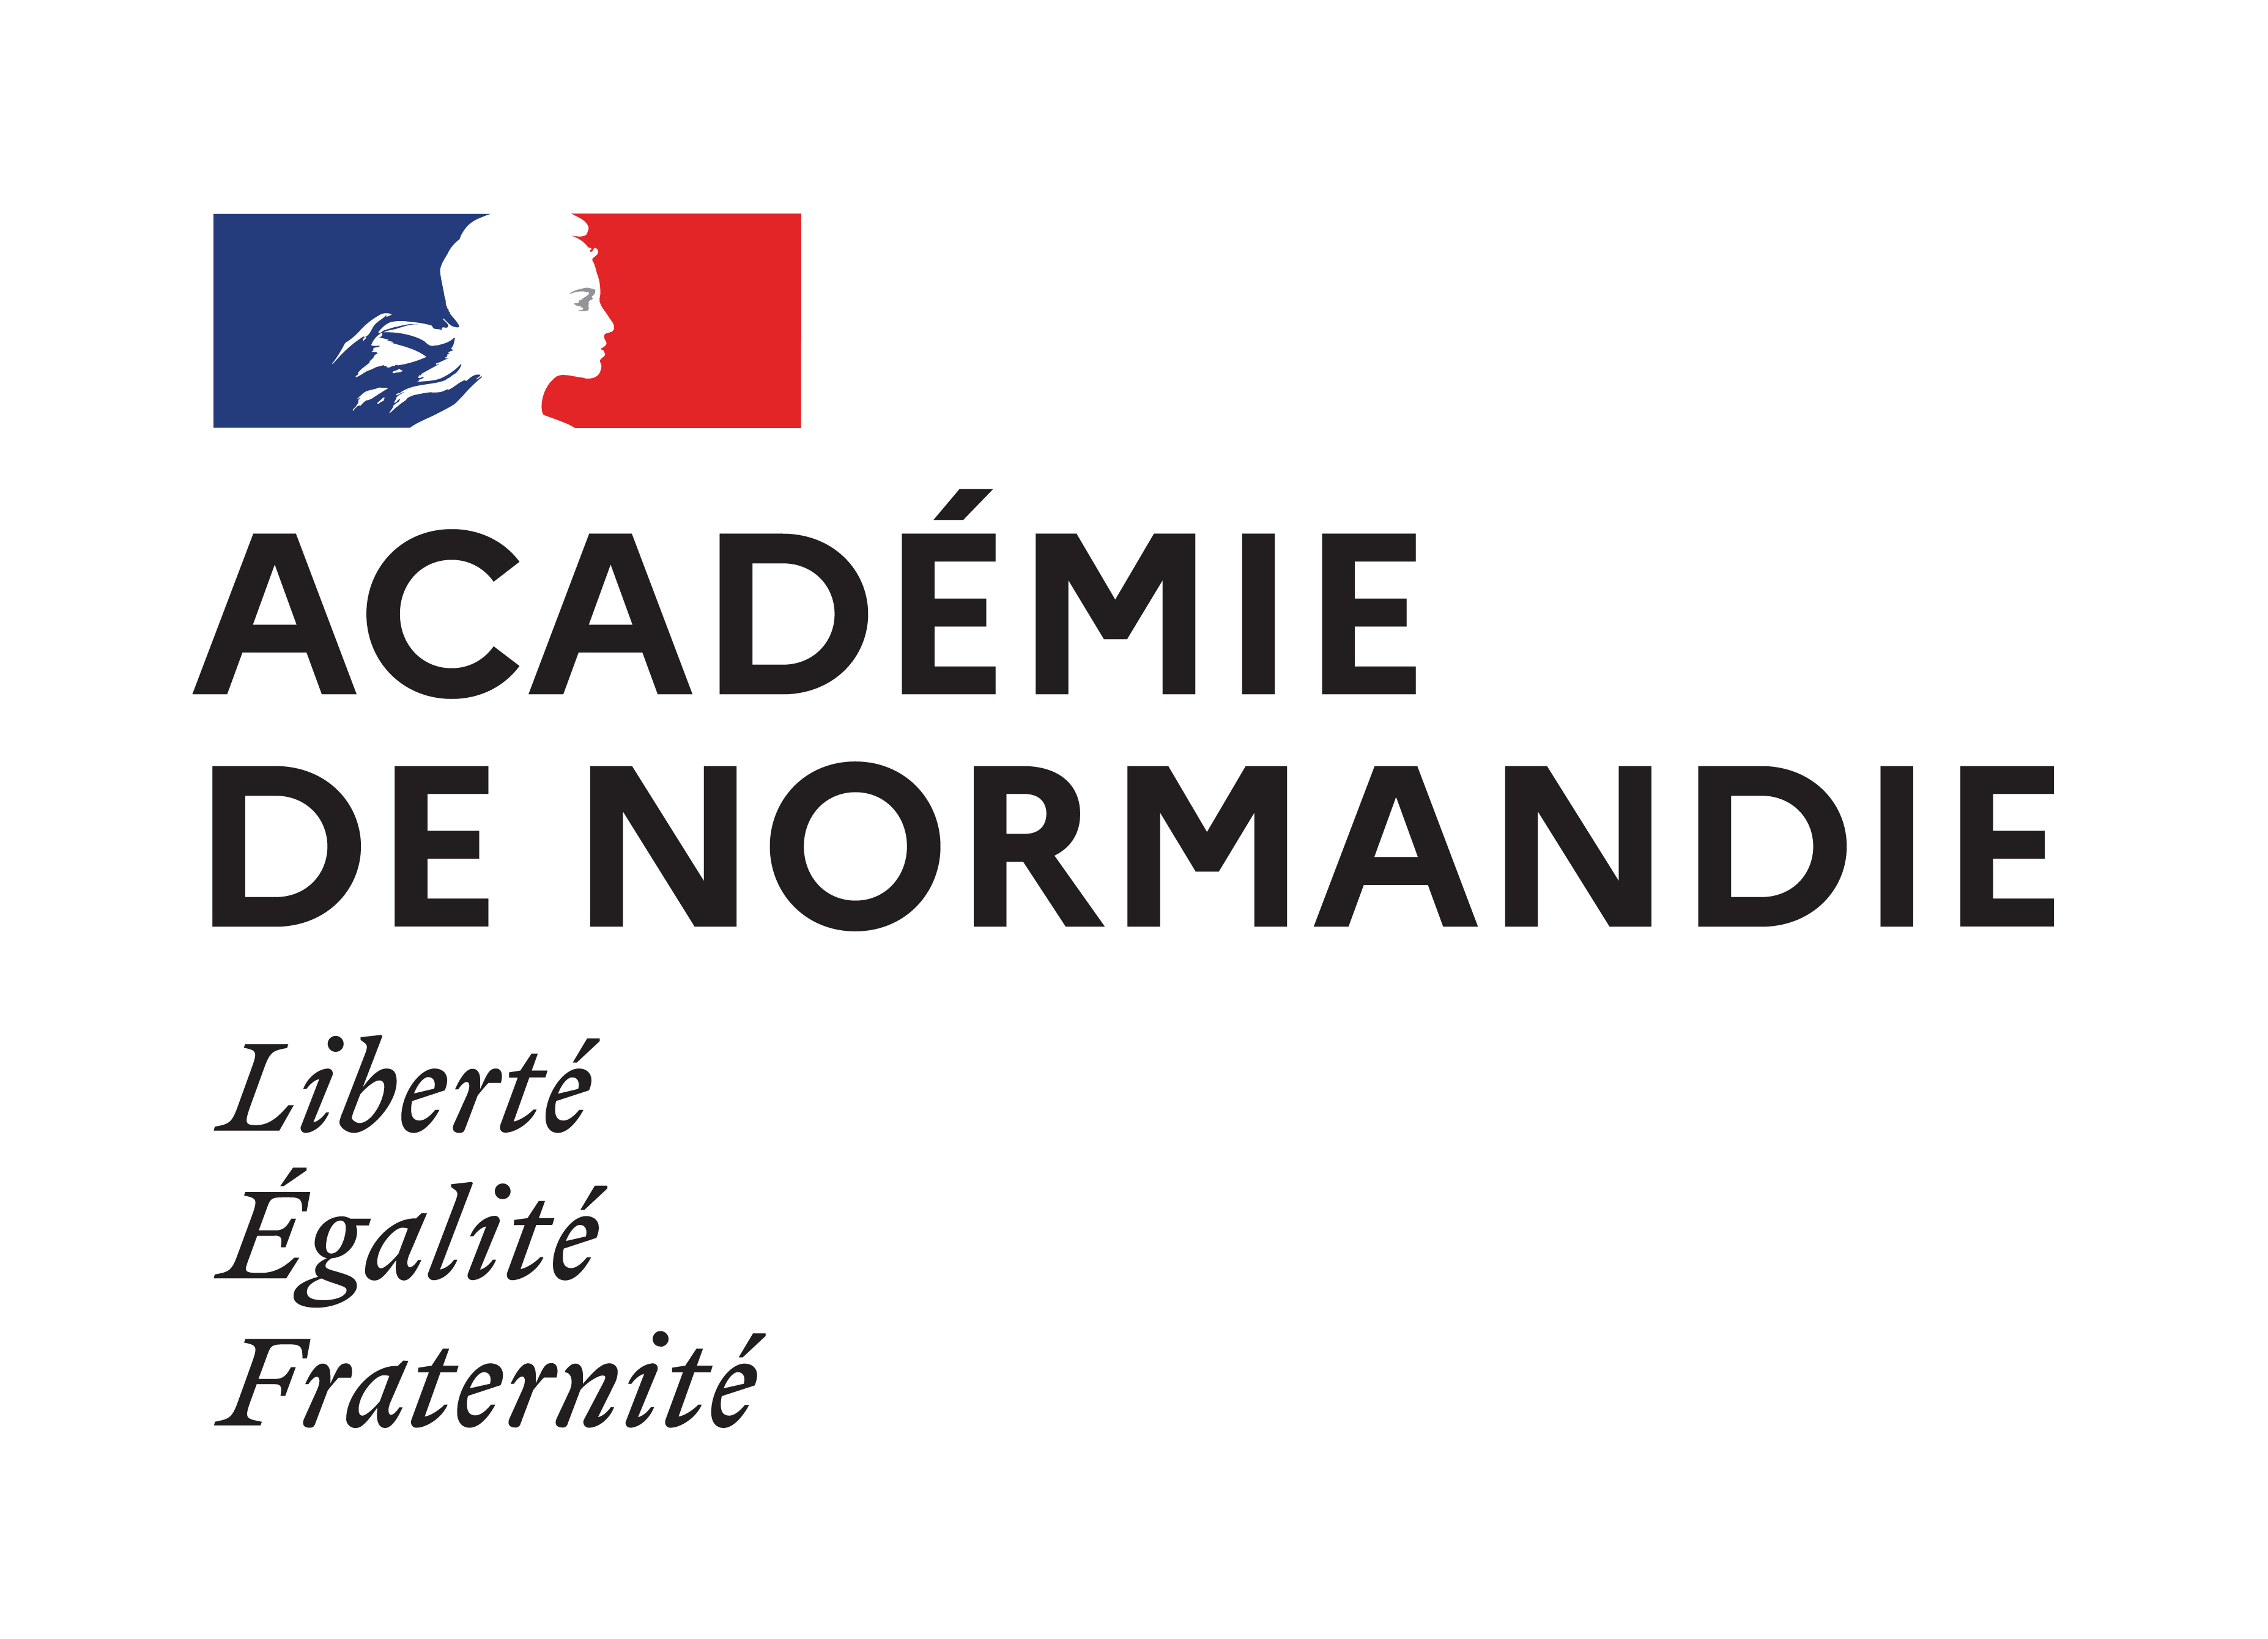 ACADÉMIE
DE NORMANDIE
Liberté
Égalité
Fraternité